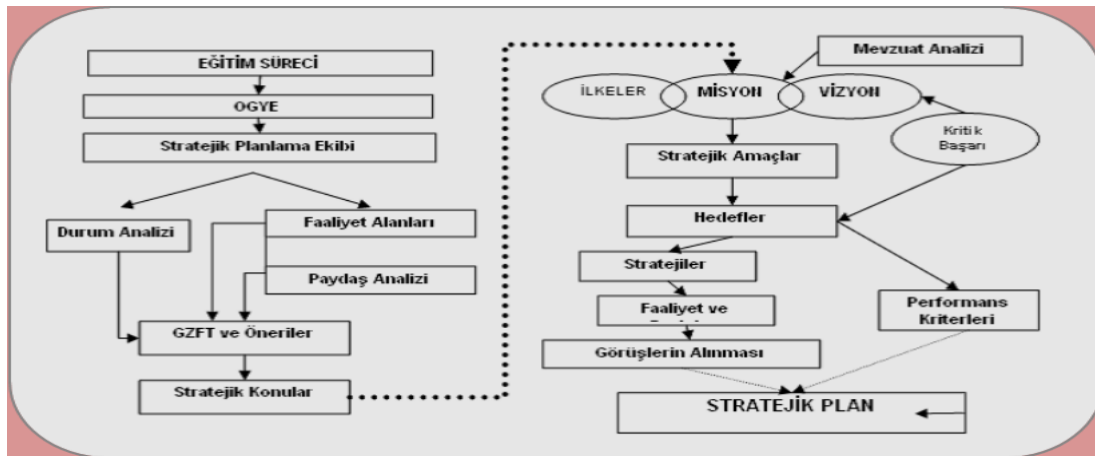 EĞİTİM SÜRECİ
OGYE
Stratejik Planlama Ekibi
Durum Analizi
Faaliyet Alanları
Paydaş Analizi
GZFT ve Öneriler
Stratejik Konular
Mevzuat Analizi
İLKELER
MİSYON
VİZYON
Kritik
Başarı
Stratejik Amaçlar
Hedefler
Stratejiler
Faaliyet ve
Performans
Kriterleri
Görüşlerin Alınması
STRATEJİK PLAN